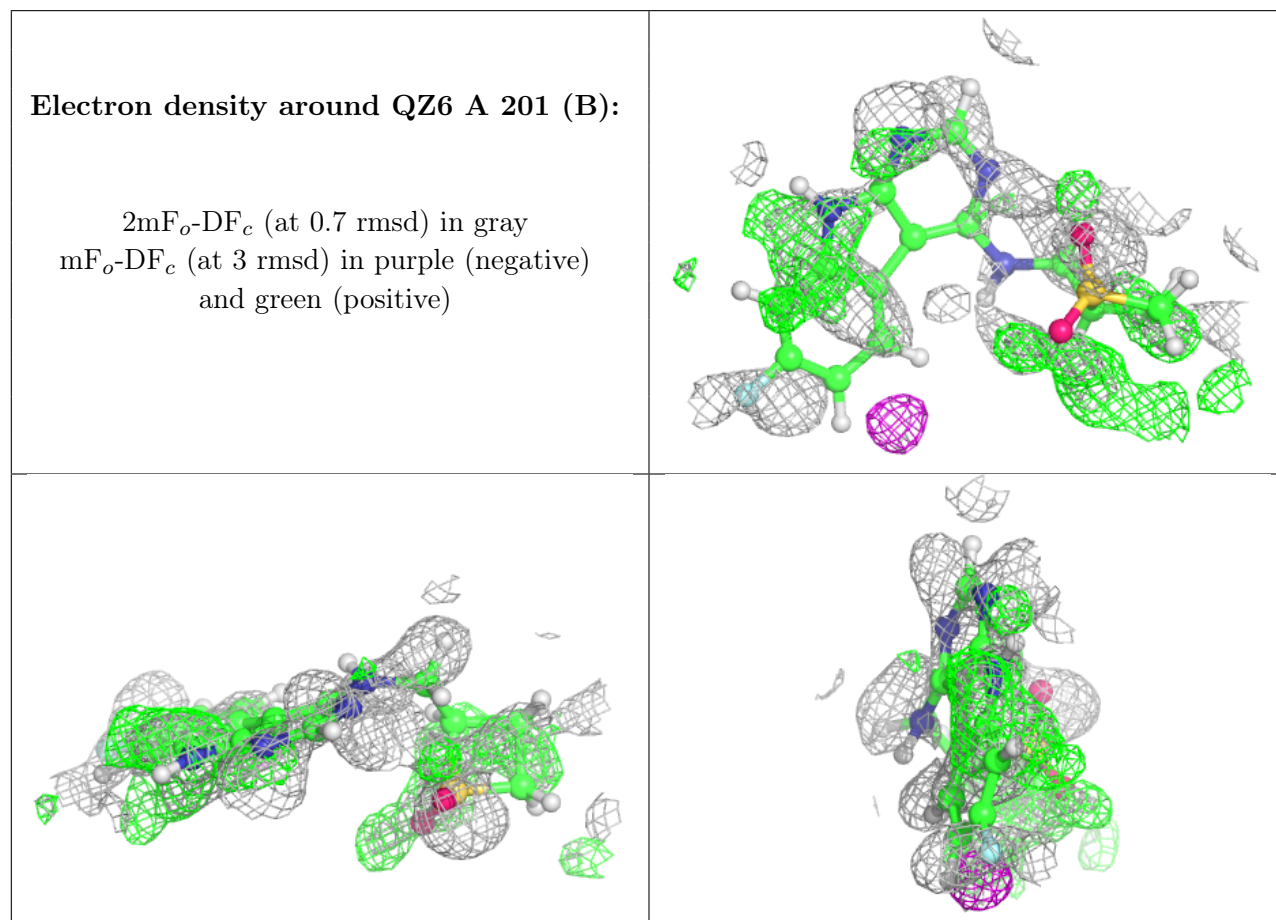 Electron density around QZ6 A 201 (B):
2mFo-DFc (at 0.7 rmsd) in gray
mFo-DFc (at 3 rmsd) in purple (negative)
and green (positive)